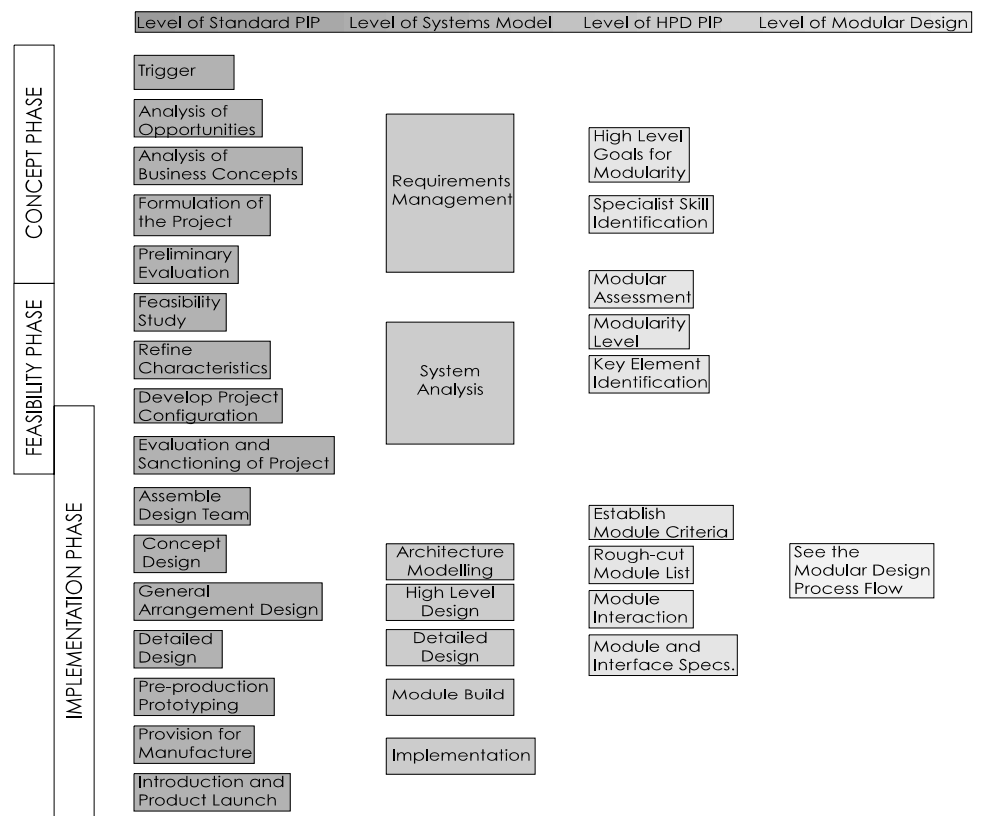 Level of Standard PIP
Level of Systems Model
Level of HPD PIP
Level of Modular Design
CONCEPT PHASE
FEASIBILITY PHASE
IMPLEMENTATION PHASE
Trigger
Analysis of
Opportunities
Analysis of
Business Concepts
Formulation of
the Project
Preliminary
Evaluation
Feasibility
Study
Refine
Characteristics
Develop Project
Configuration
Evaluation and
Sanctioning of Project
Assemble
Design Team
Concept
Design
General
Arrangement Design
Detailed
Design
Pre-production
Prototyping
Provision for
Manufacture
Introduction and
Product Launch
Requirements
Management
System
Analysis
Architecture
Modelling
High Level
Design
Detailed
Design
Module Build
Implementation
High Level
Goals for
Modularity
Specialist Skill
Identification
Modular
Assessment
Modularity
Level
Key Element
Identification
Establish
Module Criteria
Rough-cut
Module List
Module
Interaction
Module and
Interface Specs.
See the
Modular Design
Process Flow